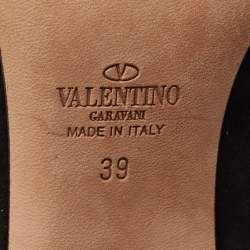 VALENTINO
GARAVANI
MADE IN ITALY
39